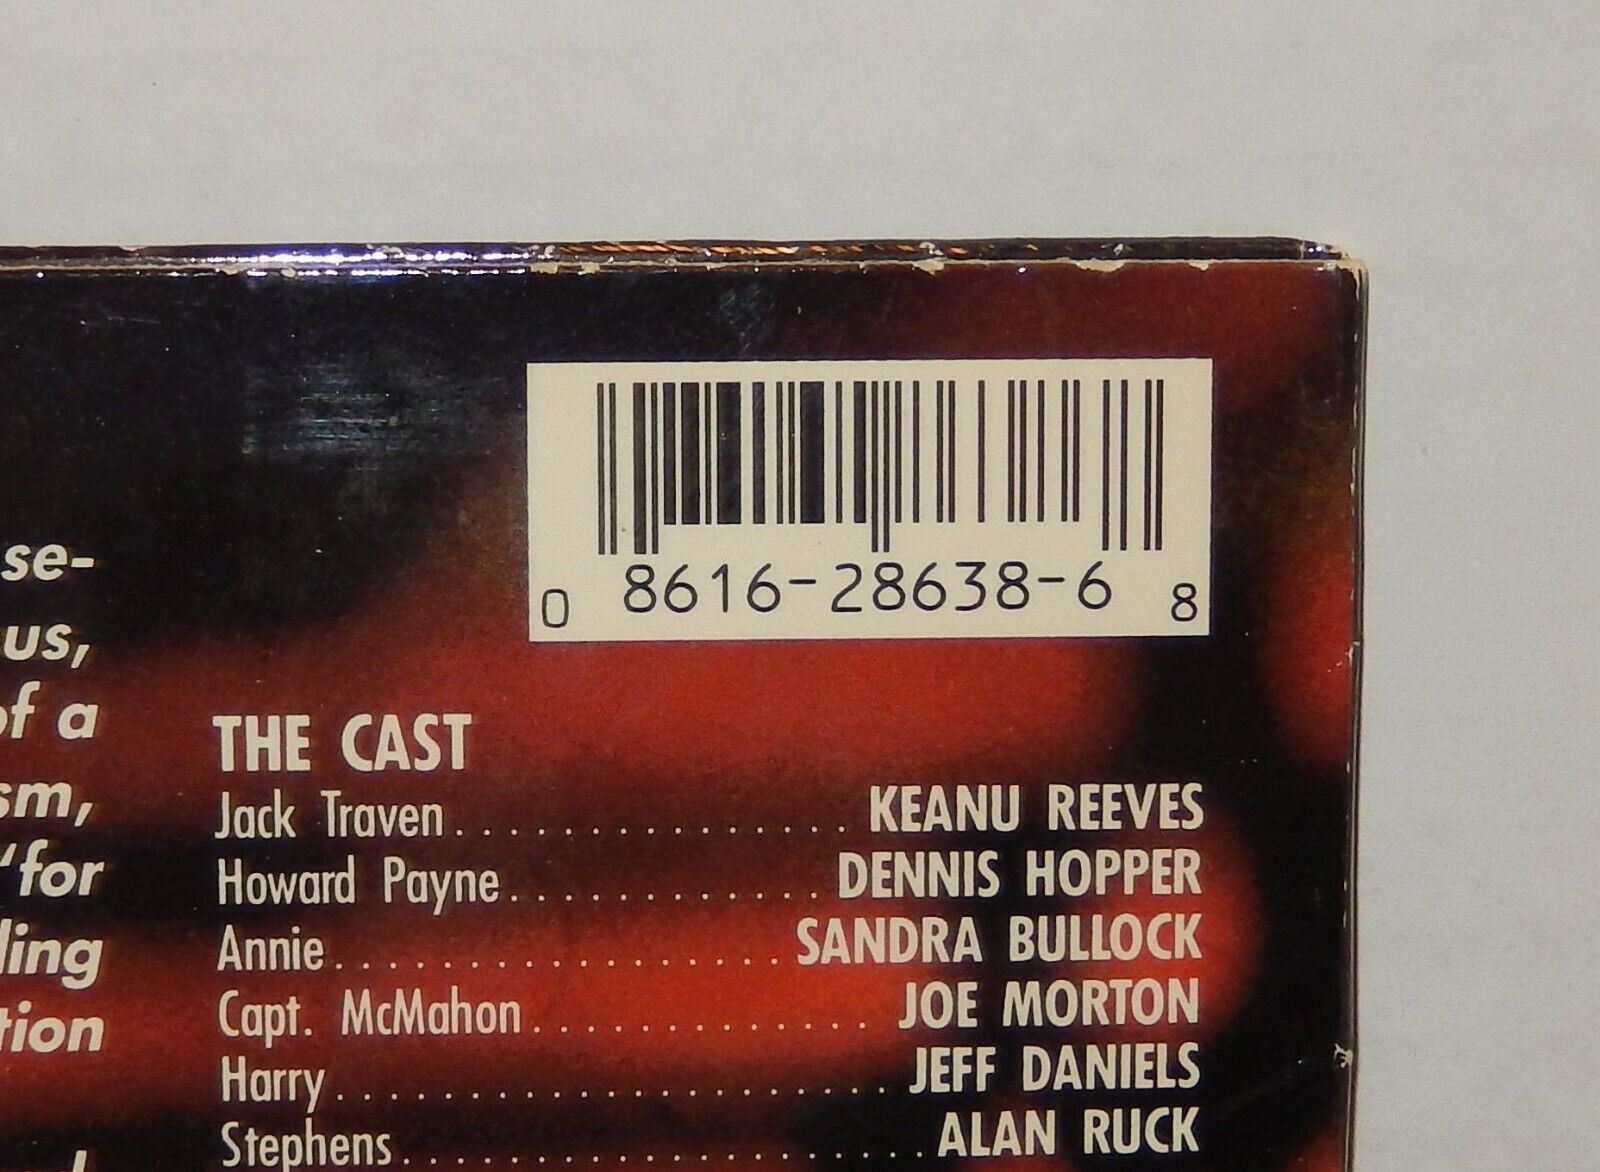 0 8616-28638-6 8
se-
us,
of a
sm,
"for
ling
tion
THE CAST
Jack Traven................KEANU REEVES
Howard Payne............DENNIS HOPPER
Annie.................SANDRA BULLOCK
Capt. McMahon.............JOE MORTON
Harry.....................JEFF DANIELS
Stephens....................ALAN RUCK